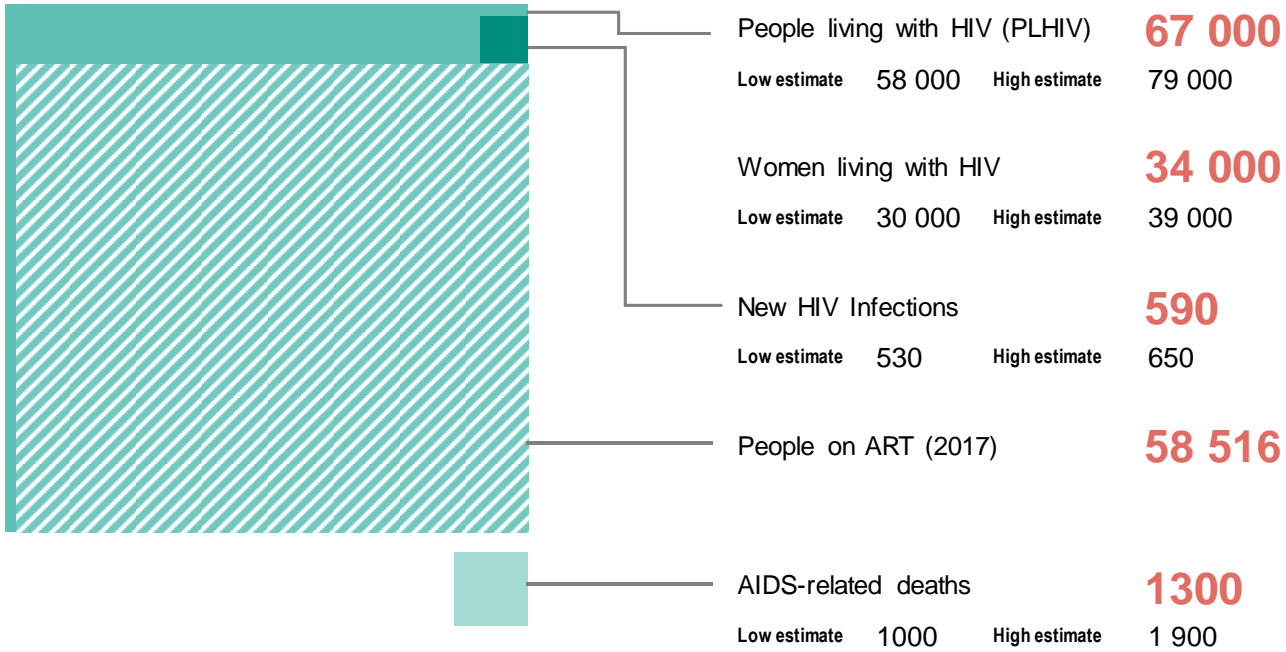 People living with HIV (PLHIV) 67 000
Low estimate 58 000 High estimate 79 000
Women living with HIV 34 000
Low estimate 30 000 High estimate 39 000
New HIV Infections 590
Low estimate 530 High estimate 650
People on ART (2017) 58 516
AIDS-related deaths 1300
Low estimate 1000 High estimate 1 900